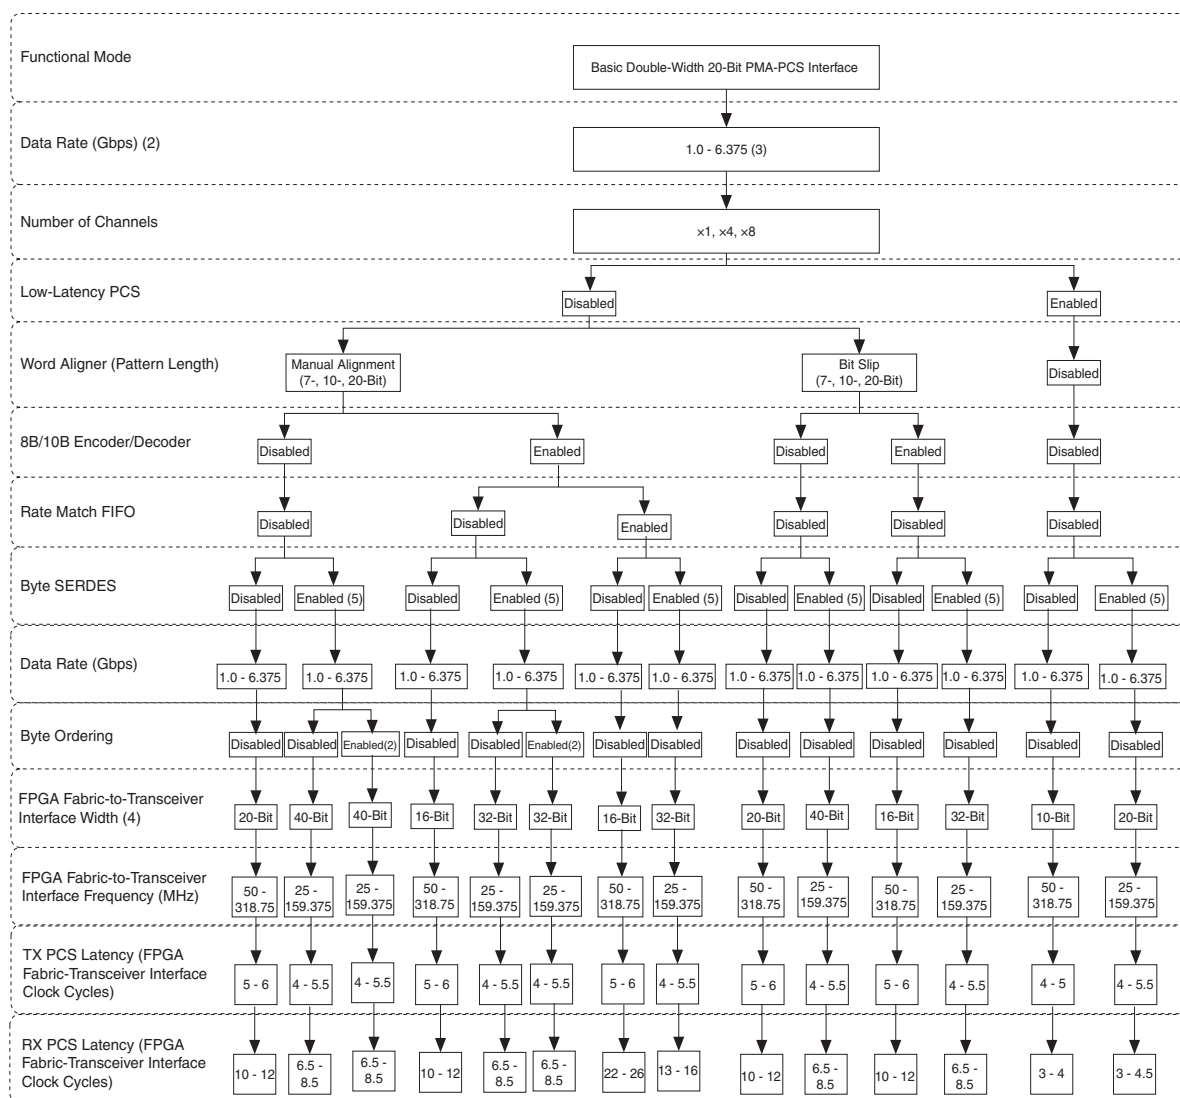 Functional Mode
Basic Double-Width 20-Bit PMA-PCS Interface
Data Rate (Gbps) (2)
1.0 - 6.375 (3)
Number of Channels
×1, ×4, ×8
Low-Latency PCS
Disabled
Enabled
Word Aligner (Pattern Length)
Manual Alignment
(7-, 10-, 20-Bit)
Bit Slip
(7-, 10-, 20-Bit)
Disabled
8B/10B Encoder/Decoder
Disabled
Enabled
Disabled
Enabled
Disabled
Rate Match FIFO
Disabled
Disabled
Enabled
Disabled
Disabled
Disabled
Byte SERDES
Disabled
Enabled (5)
Disabled
Enabled (5)
Disabled
Enabled (5)
Disabled
Enabled (5)
Disabled
Enabled (5)
Disabled
Enabled (5)
Data Rate (Gbps)
1.0 - 6.375
1.0 - 6.375
1.0 - 6.375
1.0 - 6.375
1.0 - 6.375
1.0 - 6.375
1.0 - 6.375
1.0 - 6.375
1.0 - 6.375
1.0 - 6.375
1.0 - 6.375
1.0 - 6.375
Byte Ordering
Disabled
Disabled
Enabled(2)
Disabled
Disabled
Enabled(2)
Disabled
Disabled
Disabled
Disabled
Disabled
Disabled
Disabled
Disabled
FPGA Fabric-to-Transceiver
Interface Width (4)
20-Bit
40-Bit
40-Bit
16-Bit
32-Bit
32-Bit
16-Bit
32-Bit
20-Bit
40-Bit
16-Bit
32-Bit
10-Bit
20-Bit
FPGA Fabric-to-Transceiver
Interface Frequency (MHz)
50 -
318.75
25 -
159.375
25 -
159.375
50 -
318.75
25 -
159.375
25 -
159.375
50 -
318.75
25 -
159.375
50 -
318.75
25 -
159.375
50 -
318.75
25 -
159.375
50 -
318.75
25 -
159.375
TX PCS Latency (FPGA
Fabric-Transceiver Interface
Clock Cycles)
5 - 6
4 - 5.5
4 - 5.5
5 - 6
4 - 5.5
4 - 5.5
5 - 6
4 - 5.5
5 - 6
4 - 5.5
5 - 6
4 - 5.5
4 - 5
4 - 5.5
RX PCS Latency (FPGA
Fabric-Transceiver Interface
Clock Cycles)
10 - 12
6.5 -
8.5
6.5 -
8.5
10 - 12
6.5 -
8.5
6.5 -
8.5
22 - 26
13 - 16
10 - 12
6.5 -
8.5
10 - 12
6.5 -
8.5
3 - 4
3 - 4.5